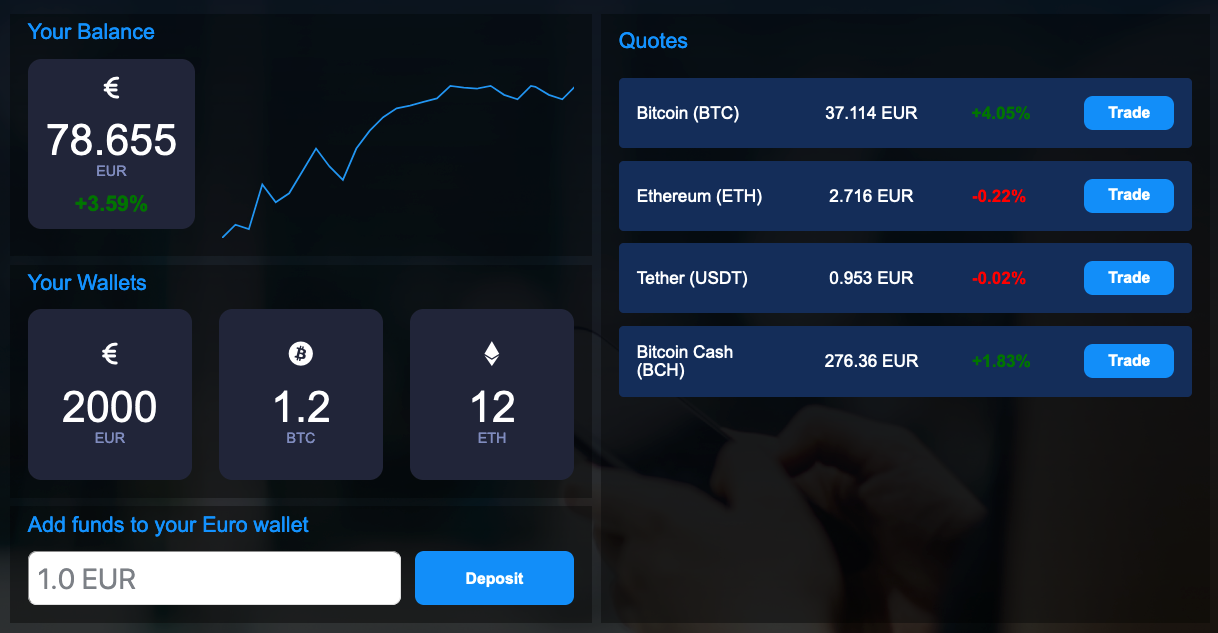 Your Balance
€
78.655
EUR
+3.59%
Your Wallets
€
2000
EUR
1.2
BTC
12
ETH
Add funds to your Euro wallet
1.0 EUR
Deposit
Quotes
Bitcoin (BTC) 37.114 EUR +4.05% Trade
Ethereum (ETH) 2.716 EUR -0.22% Trade
Tether (USDT) 0.953 EUR -0.02% Trade
Bitcoin Cash
(BCH) 276.36 EUR +1.83% Trade